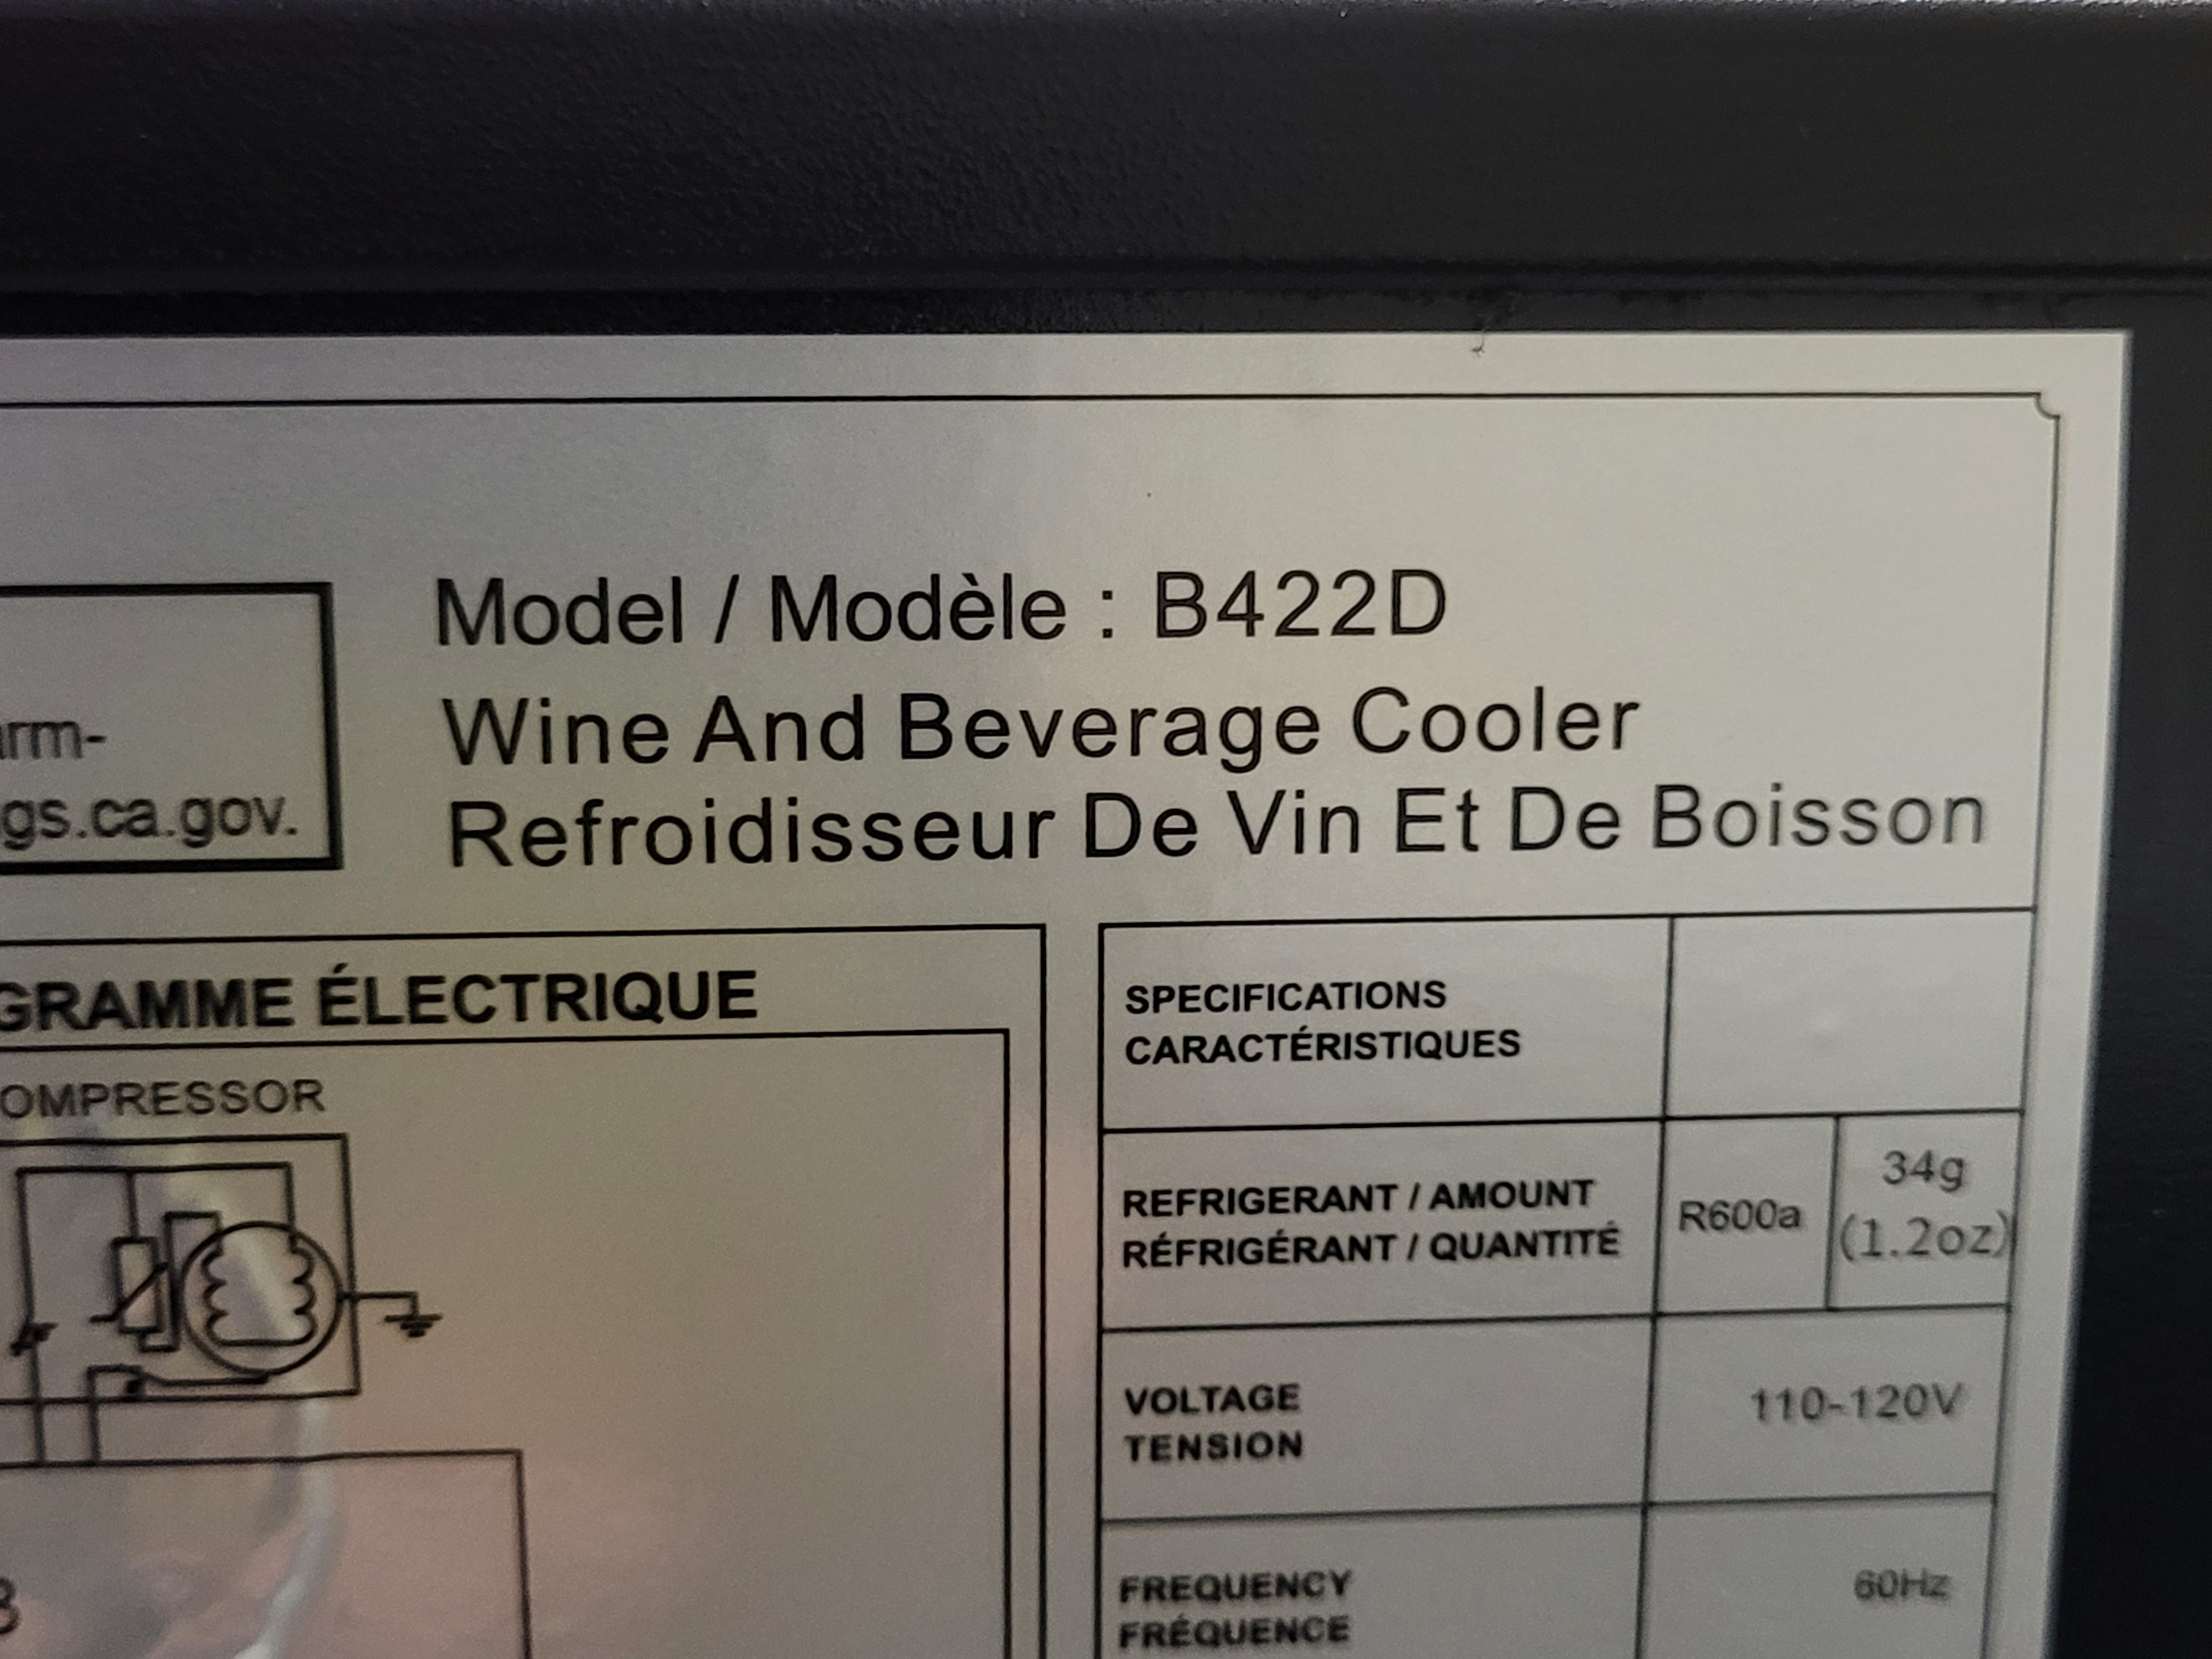 Model / Modèle : B422D
Wine And Beverage Cooler
Refroidisseur De Vin Et De Boisson
arm-
gs.ca.gov.
GRAMME ÉLECTRIQUE
OMPRESSOR
SPECIFICATIONS
CARACTÉRISTIQUES
REFRIGERANT / AMOUNT
RÉFRIGÉRANT / QUANTITÉ
R600a
34g
(1.2oz)
VOLTAGE
TENSION
110-120V
FREQUENCY
FRÉQUENCE
60Hz